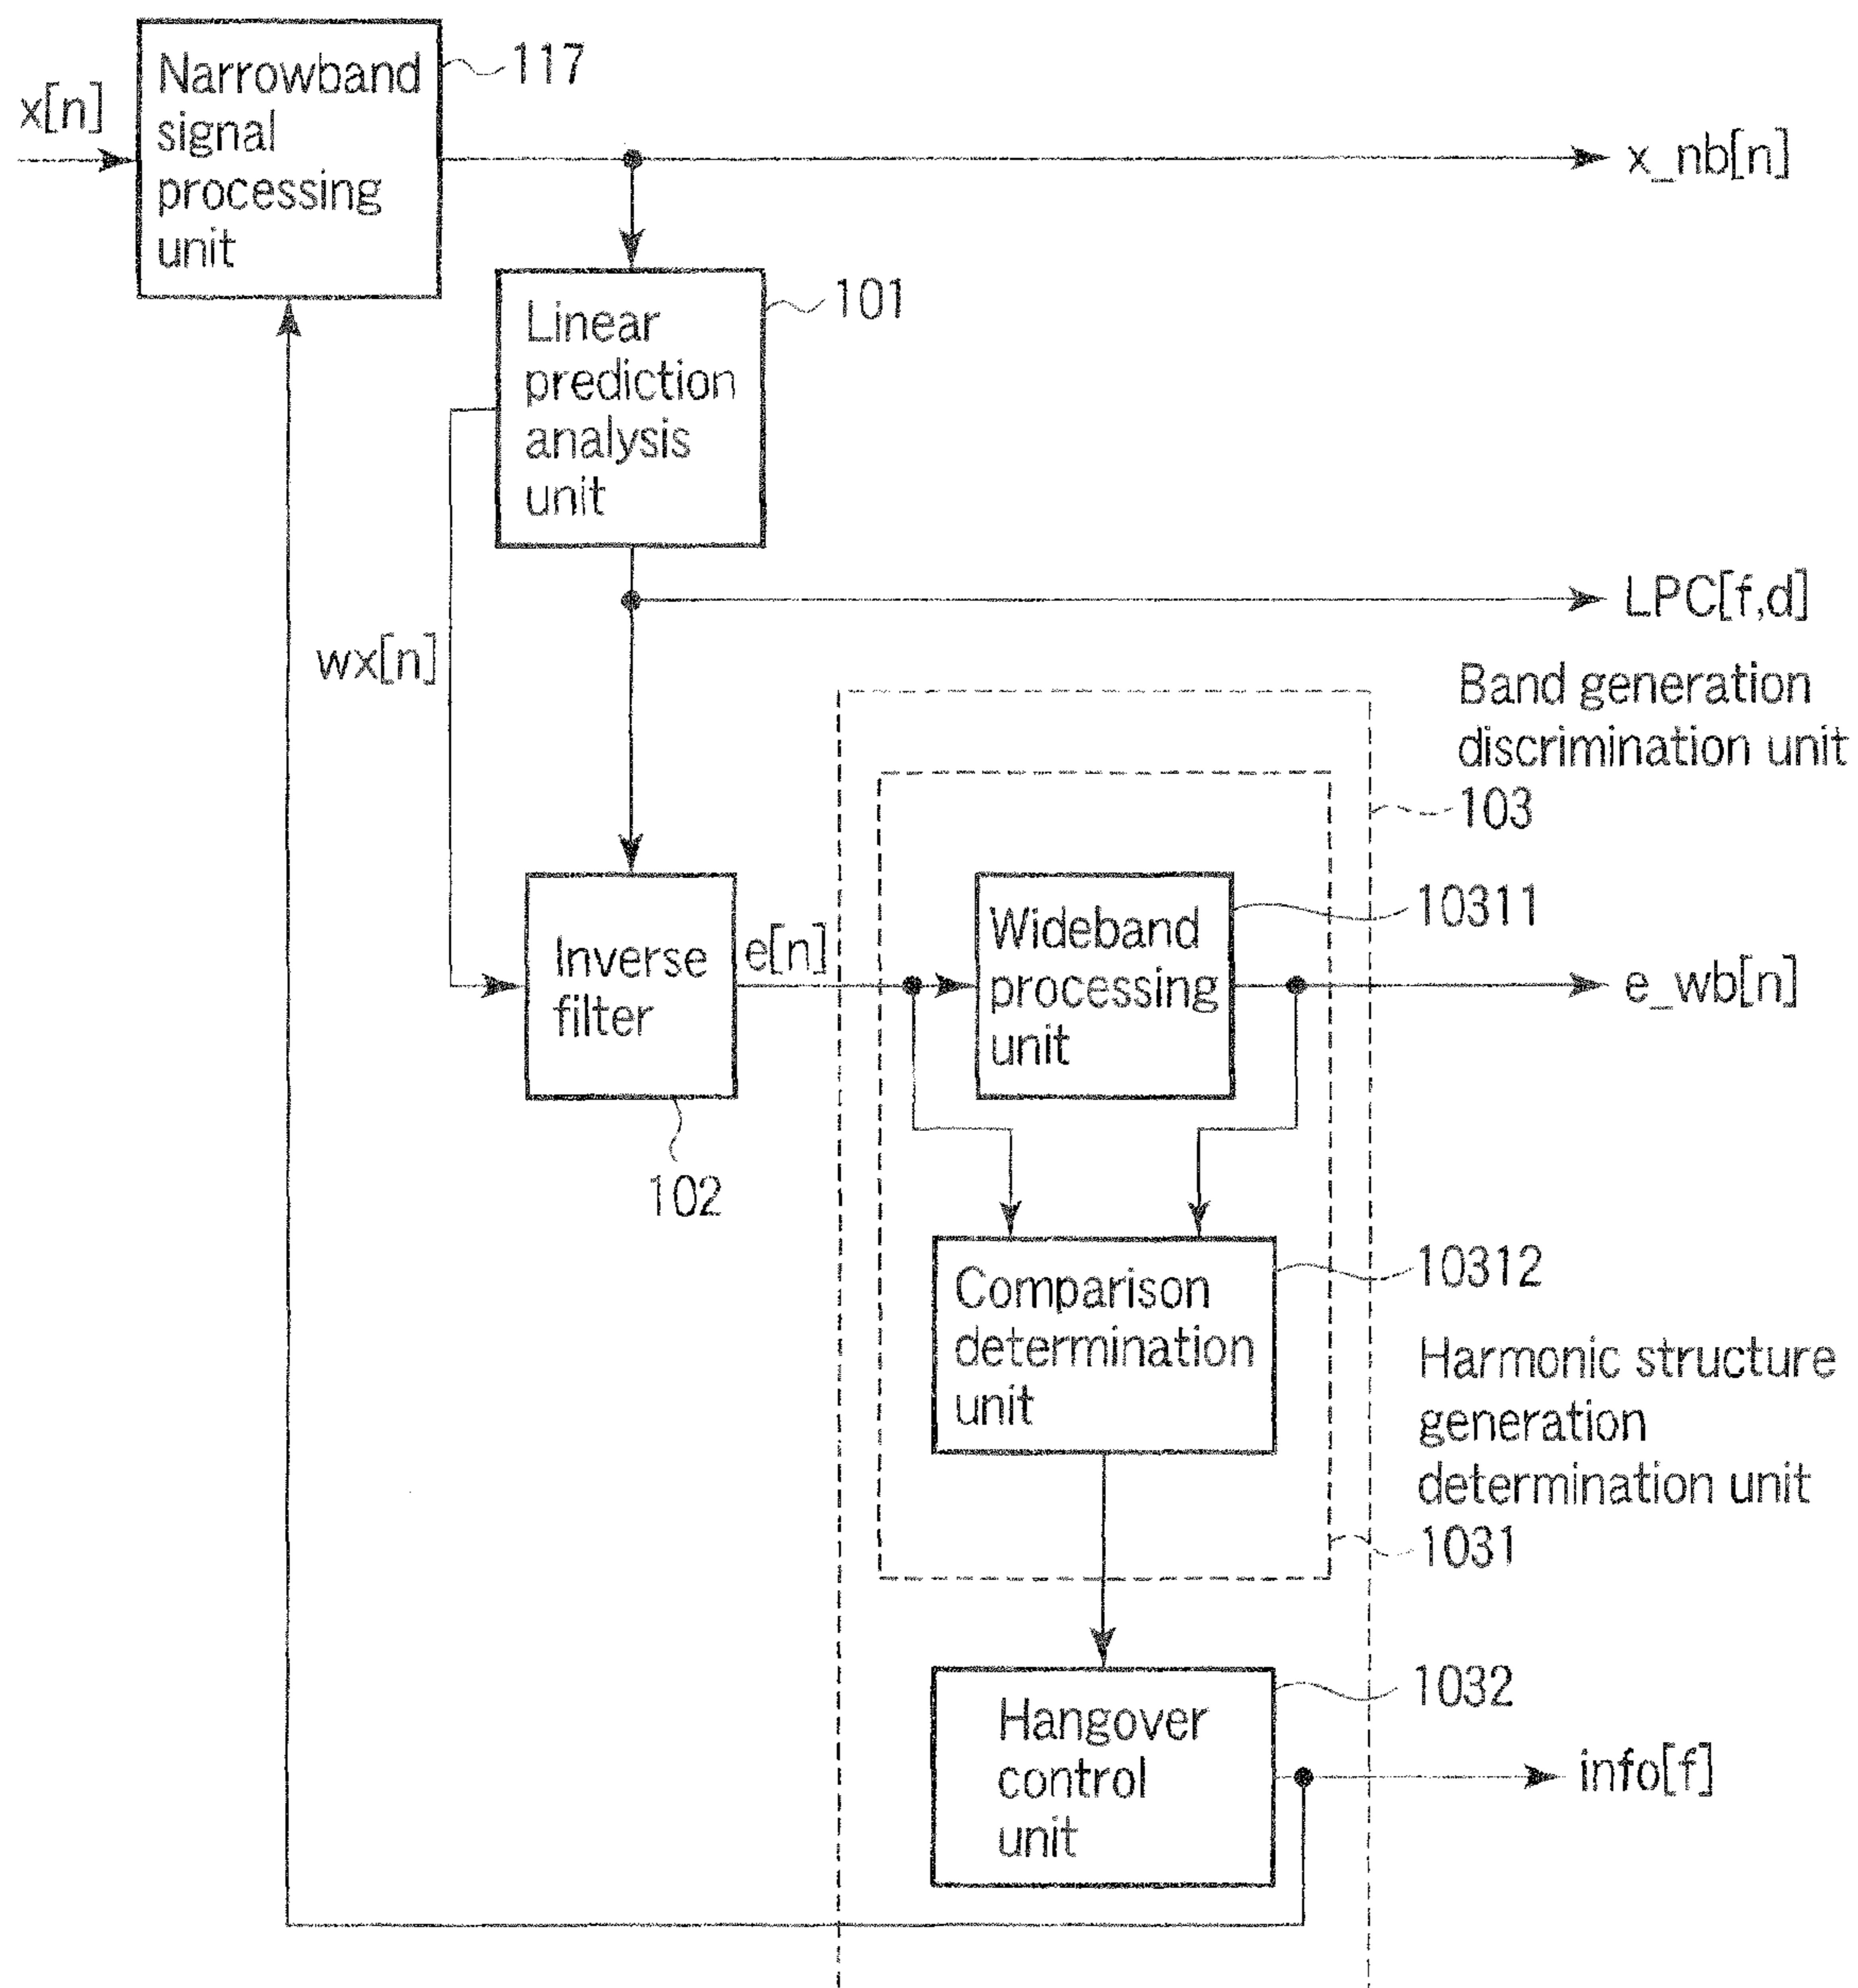 Narrowband
signal
processing
unit
117
x[n]
x_nb[n]
Linear
prediction
analysis
unit
101
LPC[f,d]
wx[n]
Band generation
discrimination unit
103
Inverse
filter
102
e[n]
Wideband
processing
unit
10311
e_wb[n]
Comparison
determination
unit
10312
Harmonic structure
generation
determination unit
1031
Hangover
control
unit
1032
info[f]